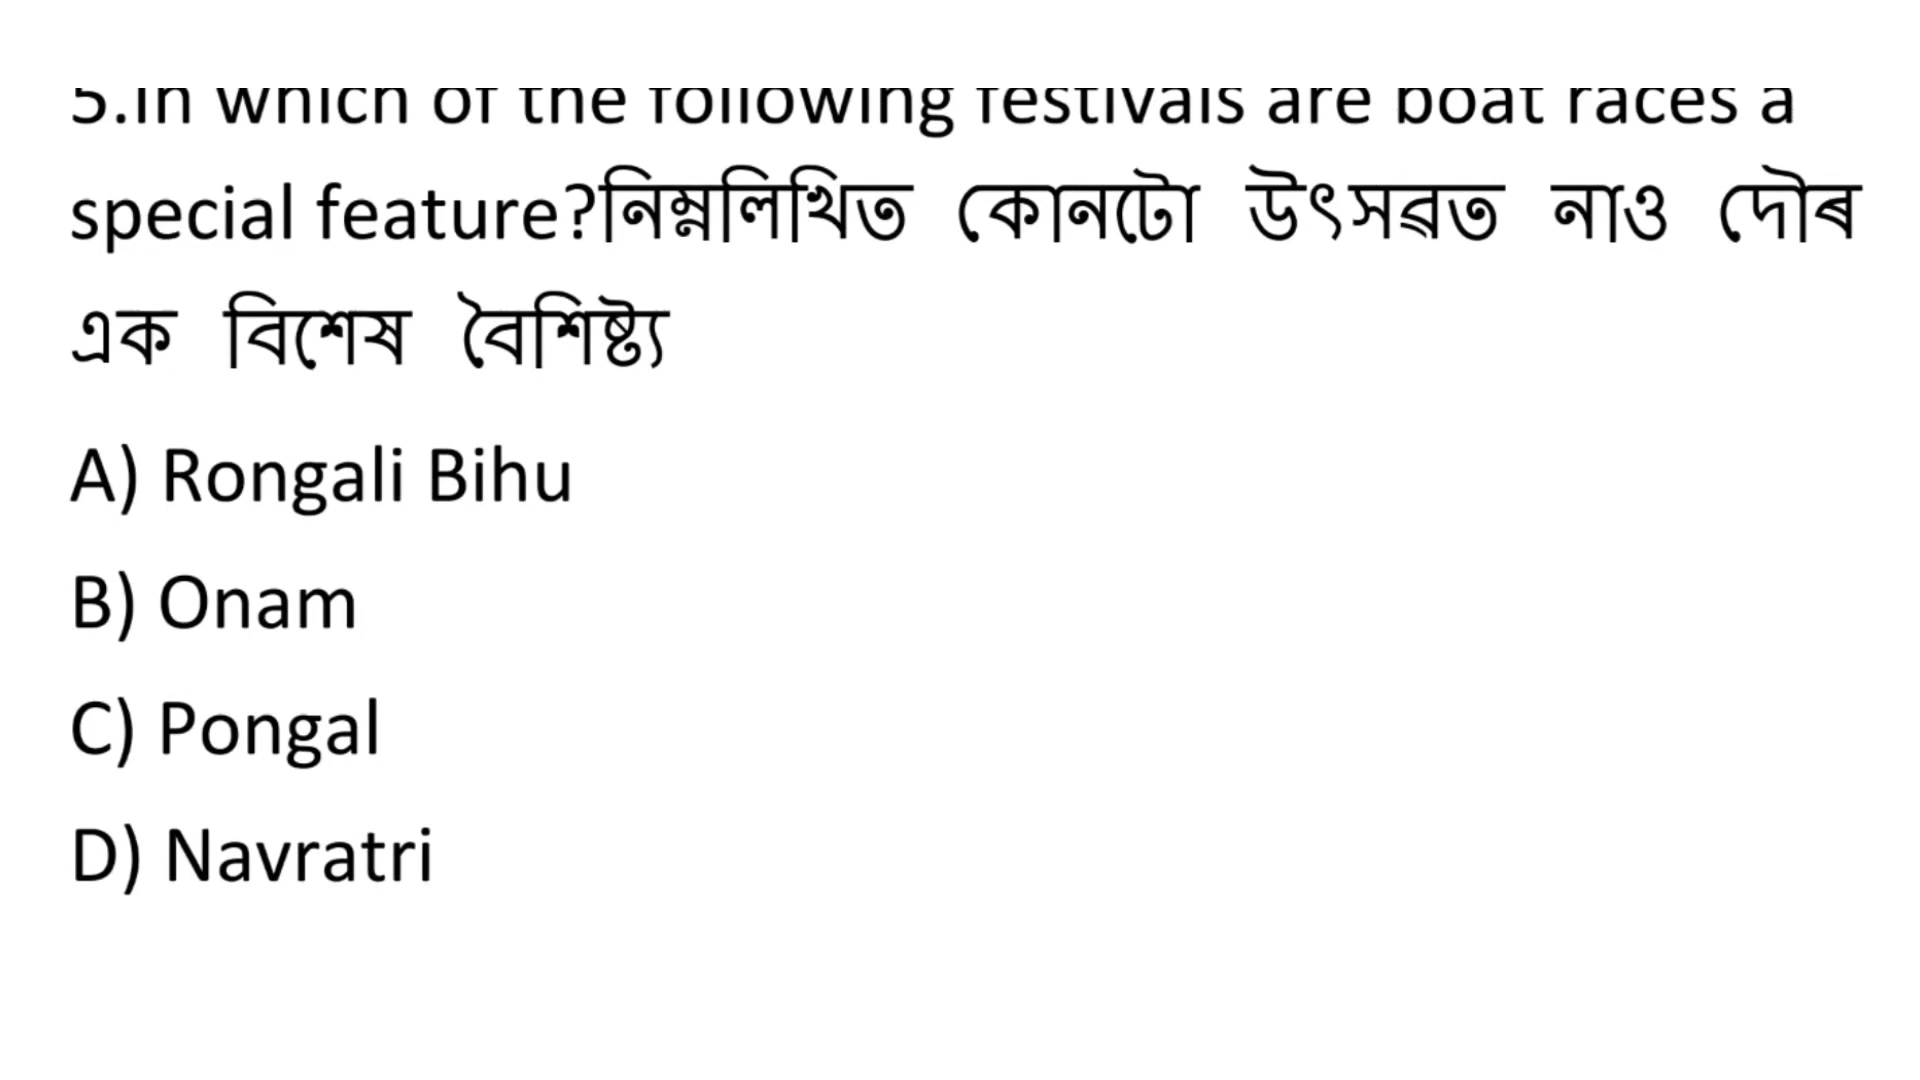 5.In which of the following festivals are boat races a
special feature?নিম্নলিখিত কোনটো উৎসৱত নাও দৌৰ
এক বিশেষ বৈশিষ্ট্য
A) Rongali Bihu
B) Onam
C) Pongal
D) Navratri